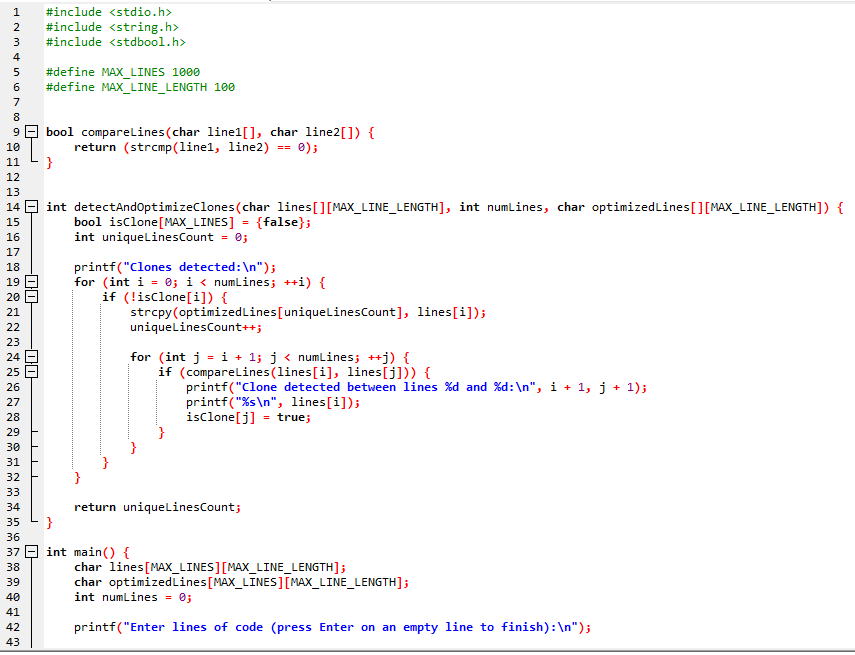 1 #include <stdio.h>
2 #include <string.h>
3 #include <stdbool.h>
4
5 #define MAX_LINES 1000
6 #define MAX_LINE_LENGTH 100
7
8
9 bool compareLines(char line1[], char line2[]) {
10     return (strcmp(line1, line2) == 0);
11 }
12
13
14 int detectAndOptimizeClones(char lines[][MAX_LINE_LENGTH], int numLines, char optimizedLines[][MAX_LINE_LENGTH]) {
15     bool isClone[MAX_LINES] = {false};
16     int uniqueLinesCount = 0;
17
18     printf("Clones detected:\n");
19     for (int i = 0; i < numLines; ++i) {
20         if (!isClone[i]) {
21             strcpy(optimizedLines[uniqueLinesCount], lines[i]);
22             uniqueLinesCount++;
23
24             for (int j = i + 1; j < numLines; ++j) {
25                 if (compareLines(lines[i], lines[j])) {
26                     printf("Clone detected between lines %d and %d:\n", i + 1, j + 1);
27                     printf("%s\n", lines[i]);
28                     isClone[j] = true;
29                 }
30             }
31         }
32     }
33
34     return uniqueLinesCount;
35 }
36
37 int main() {
38     char lines[MAX_LINES][MAX_LINE_LENGTH];
39     char optimizedLines[MAX_LINES][MAX_LINE_LENGTH];
40     int numLines = 0;
41
42     printf("Enter lines of code (press Enter on an empty line to finish):\n");
43